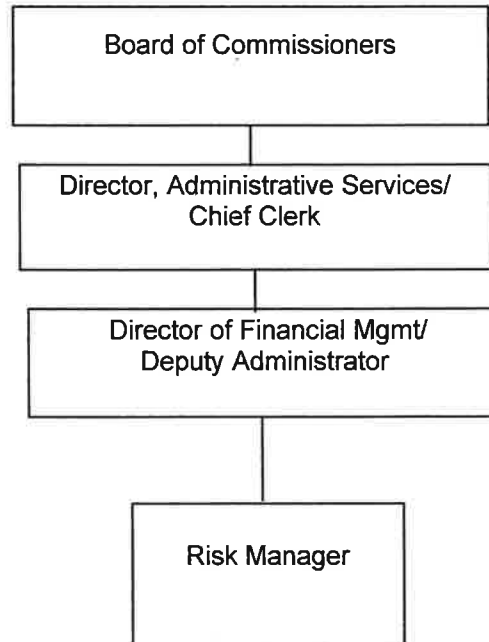 Board of Commissioners
Director, Administrative Services/
Chief Clerk
Director of Financial Mgmt/
Deputy Administrator
Risk Manager